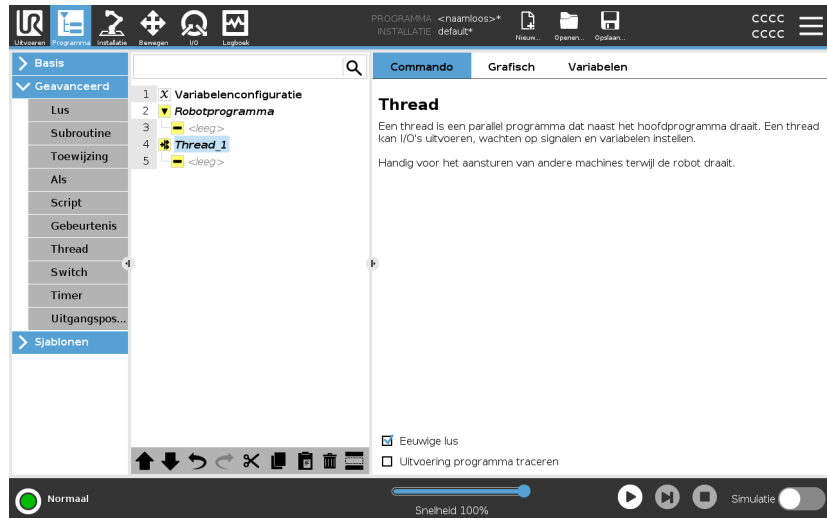 PROGRAMMA <naamloos>*
INSTALLATIE default*
CCCC
CCCC
Uitvoeren Programma Installatie Bewegen I/O Logboek
Nieuw... Openen... Opslaan...
Basis
Geavanceerd
Lus
Subroutine
Toewijzing
Als
Script
Gebeurtenis
Thread
Switch
Timer
Uitgangspos...
Sjablonen
1 X Variabelenconfiguratie
2 Robotprogramma
3 <leeg>
4 Thread_1
5 <leeg>
Commando Grafisch Variabelen
Thread
Een thread is een parallel programma dat naast het hoofdprogramma draait. Een thread
kan I/O's uitvoeren, wachten op signalen en variabelen instellen.
Handig voor het aansturen van andere machines terwijl de robot draait.
Eeuwige lus
Uitvoering programma traceren
Normaal
Snelheid 100%
Simulatie